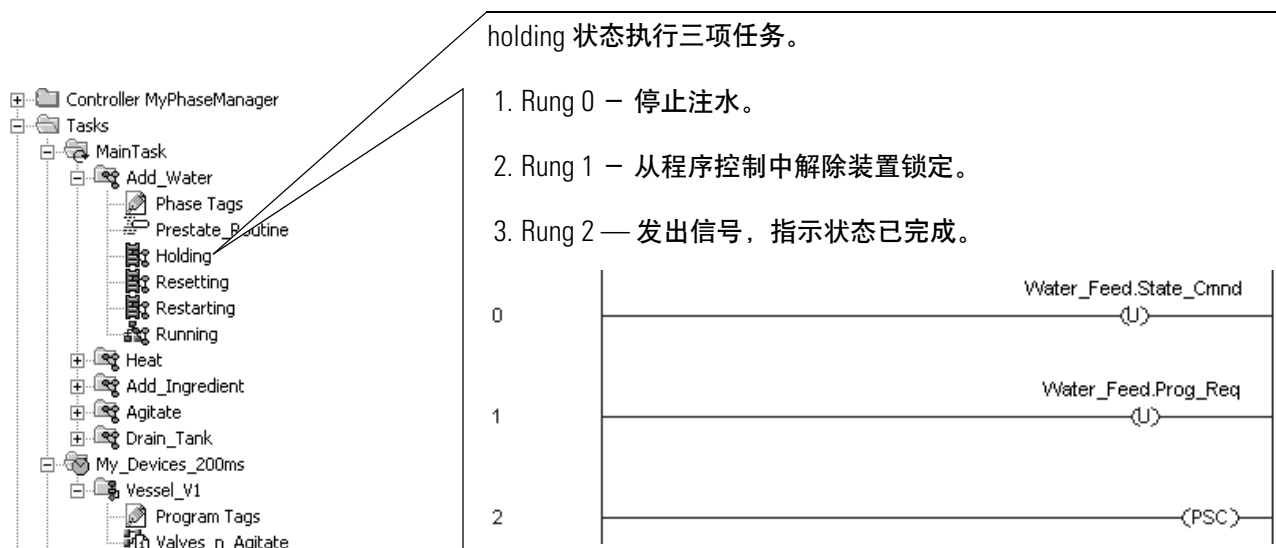 holding 状态执行三项任务。
1. Rung 0 － 停止注水。
2. Rung 1 － 从程序控制中解除装置锁定。
3. Rung 2 — 发出信号，指示状态已完成。
Controller MyPhaseManager
Tasks
MainTask
Add_Water
Phase Tags
Prestate_Routine
Holding
Resetting
Restarting
Running
Heat
Add_Ingredient
Agitate
Drain_Tank
My_Devices_200ms
Vessel_V1
Program Tags
Valves_n_Agitate
Water_Feed.State_Cmnd
0
(U)
Water_Feed.Prog_Req
1
(U)
2
(PSC)